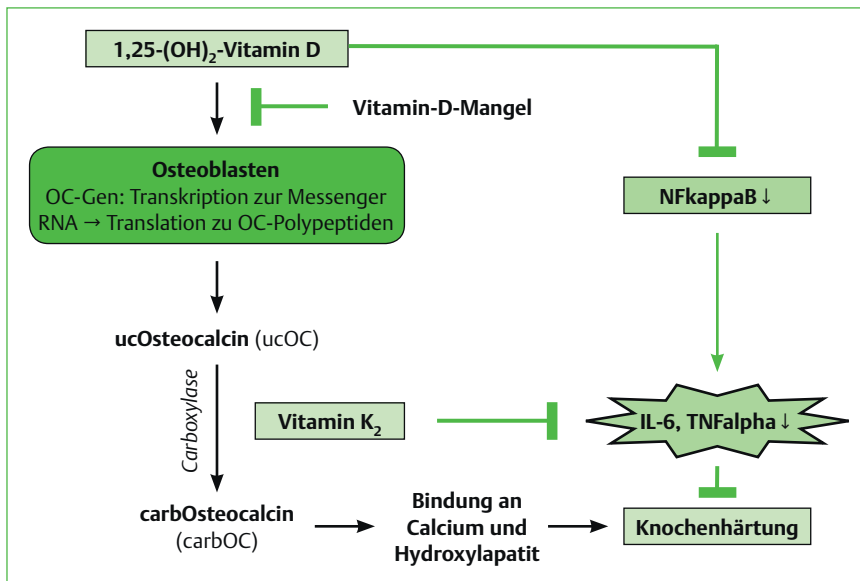 1,25-(OH)₂-Vitamin D
Vitamin-D-Mangel
Osteoblasten
OC-Gen: Transkription zur Messenger
RNA → Translation zu OC-Polypeptiden
NFkappaB ↓
ucOsteocalcin (ucOC)
Carboxylase
Vitamin K₂
IL-6, TNFalpha ↓
carbOsteocalcin
(carbOC)
Bindung an
Calcium und
Hydroxylapatit
Knochenhärtung